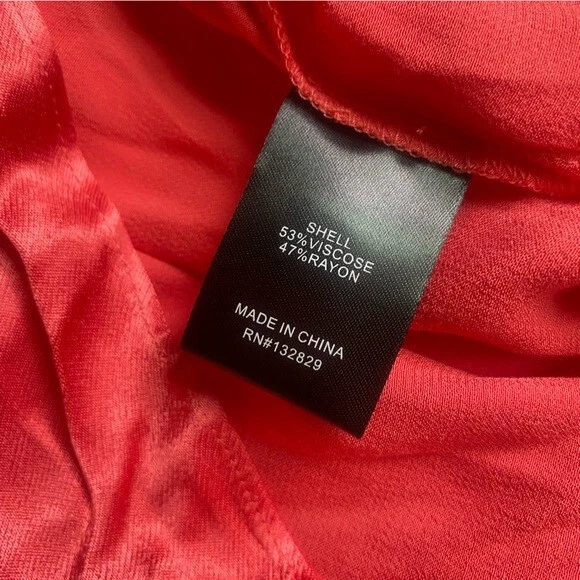 SHELL
53%VISCOSE
47%RAYON
MADE IN CHINA
RN#132829